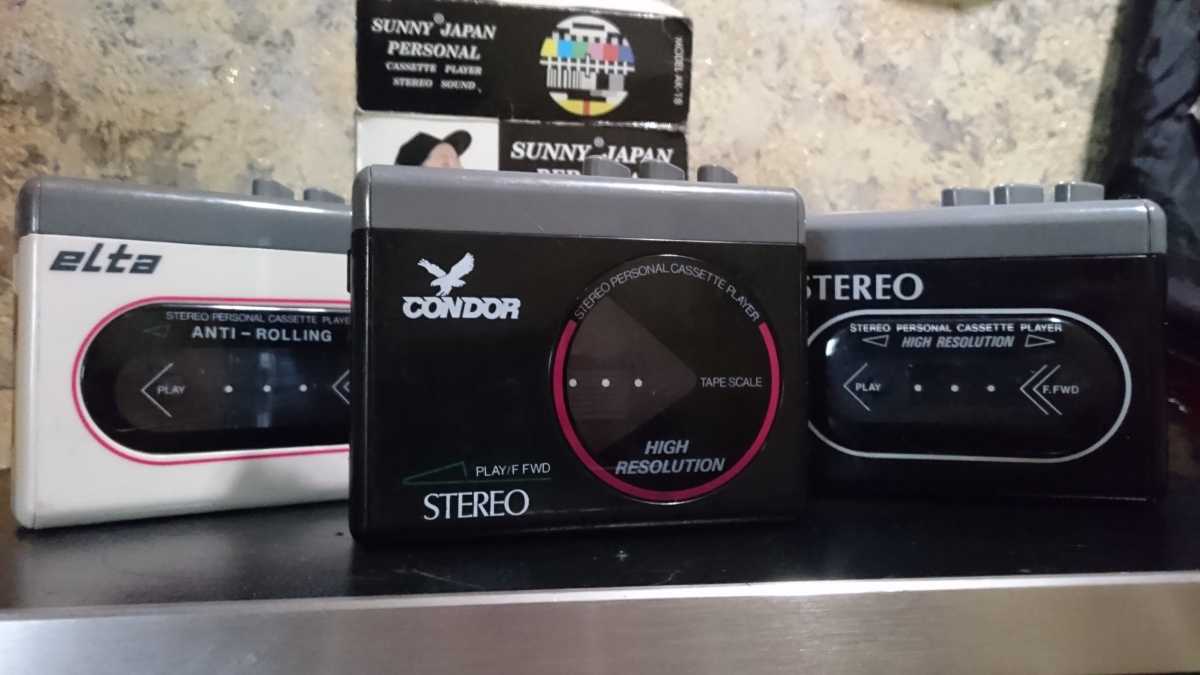 SUNNY® JAPAN
PERSONAL
CASSETTE PLAYER
STEREO SOUND
MODEL AK-18
SUNNY® JAPAN
elta
STEREO PERSONAL CASSETTE PLAYER
ANTI - ROLLING
PLAY
CONDOR
STEREO PERSONAL CASSETTE PLAYER
TAPE SCALE
HIGH
RESOLUTION
PLAY/F FWD
STEREO
STEREO
STEREO PERSONAL CASSETTE PLAYER
HIGH RESOLUTION
PLAY
F.FWD